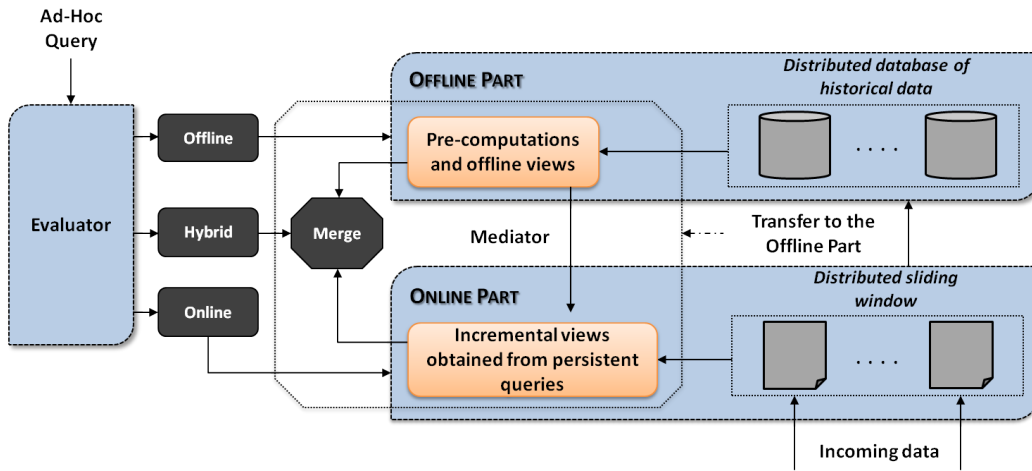 Ad-Hoc
Query
Evaluator
Offline
Hybrid
Online
Merge
OFFLINE PART
Pre-computations
and offline views
Distributed database of
historical data
. . . .
Mediator
Transfer to the
Offline Part
ONLINE PART
Incremental views
obtained from persistent
queries
Distributed sliding
window
. . . .
Incoming data